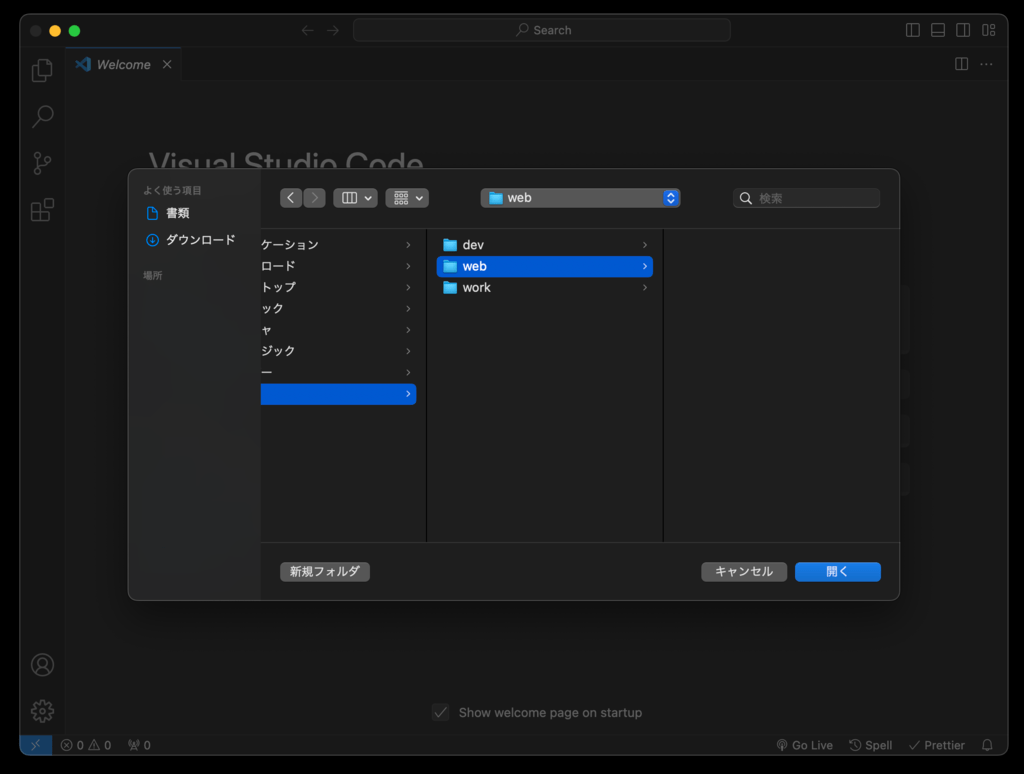 Search
Welcome
Visual Studio Code
よく使う項目
書類
ダウンロード
場所
web
検索
ケーション
ロード
トップ
ック
ャ
ジック
ー
dev
web
work
新規フォルダ
キャンセル
開く
Show welcome page on startup
0 0 0
Go Live
Spell
Prettier